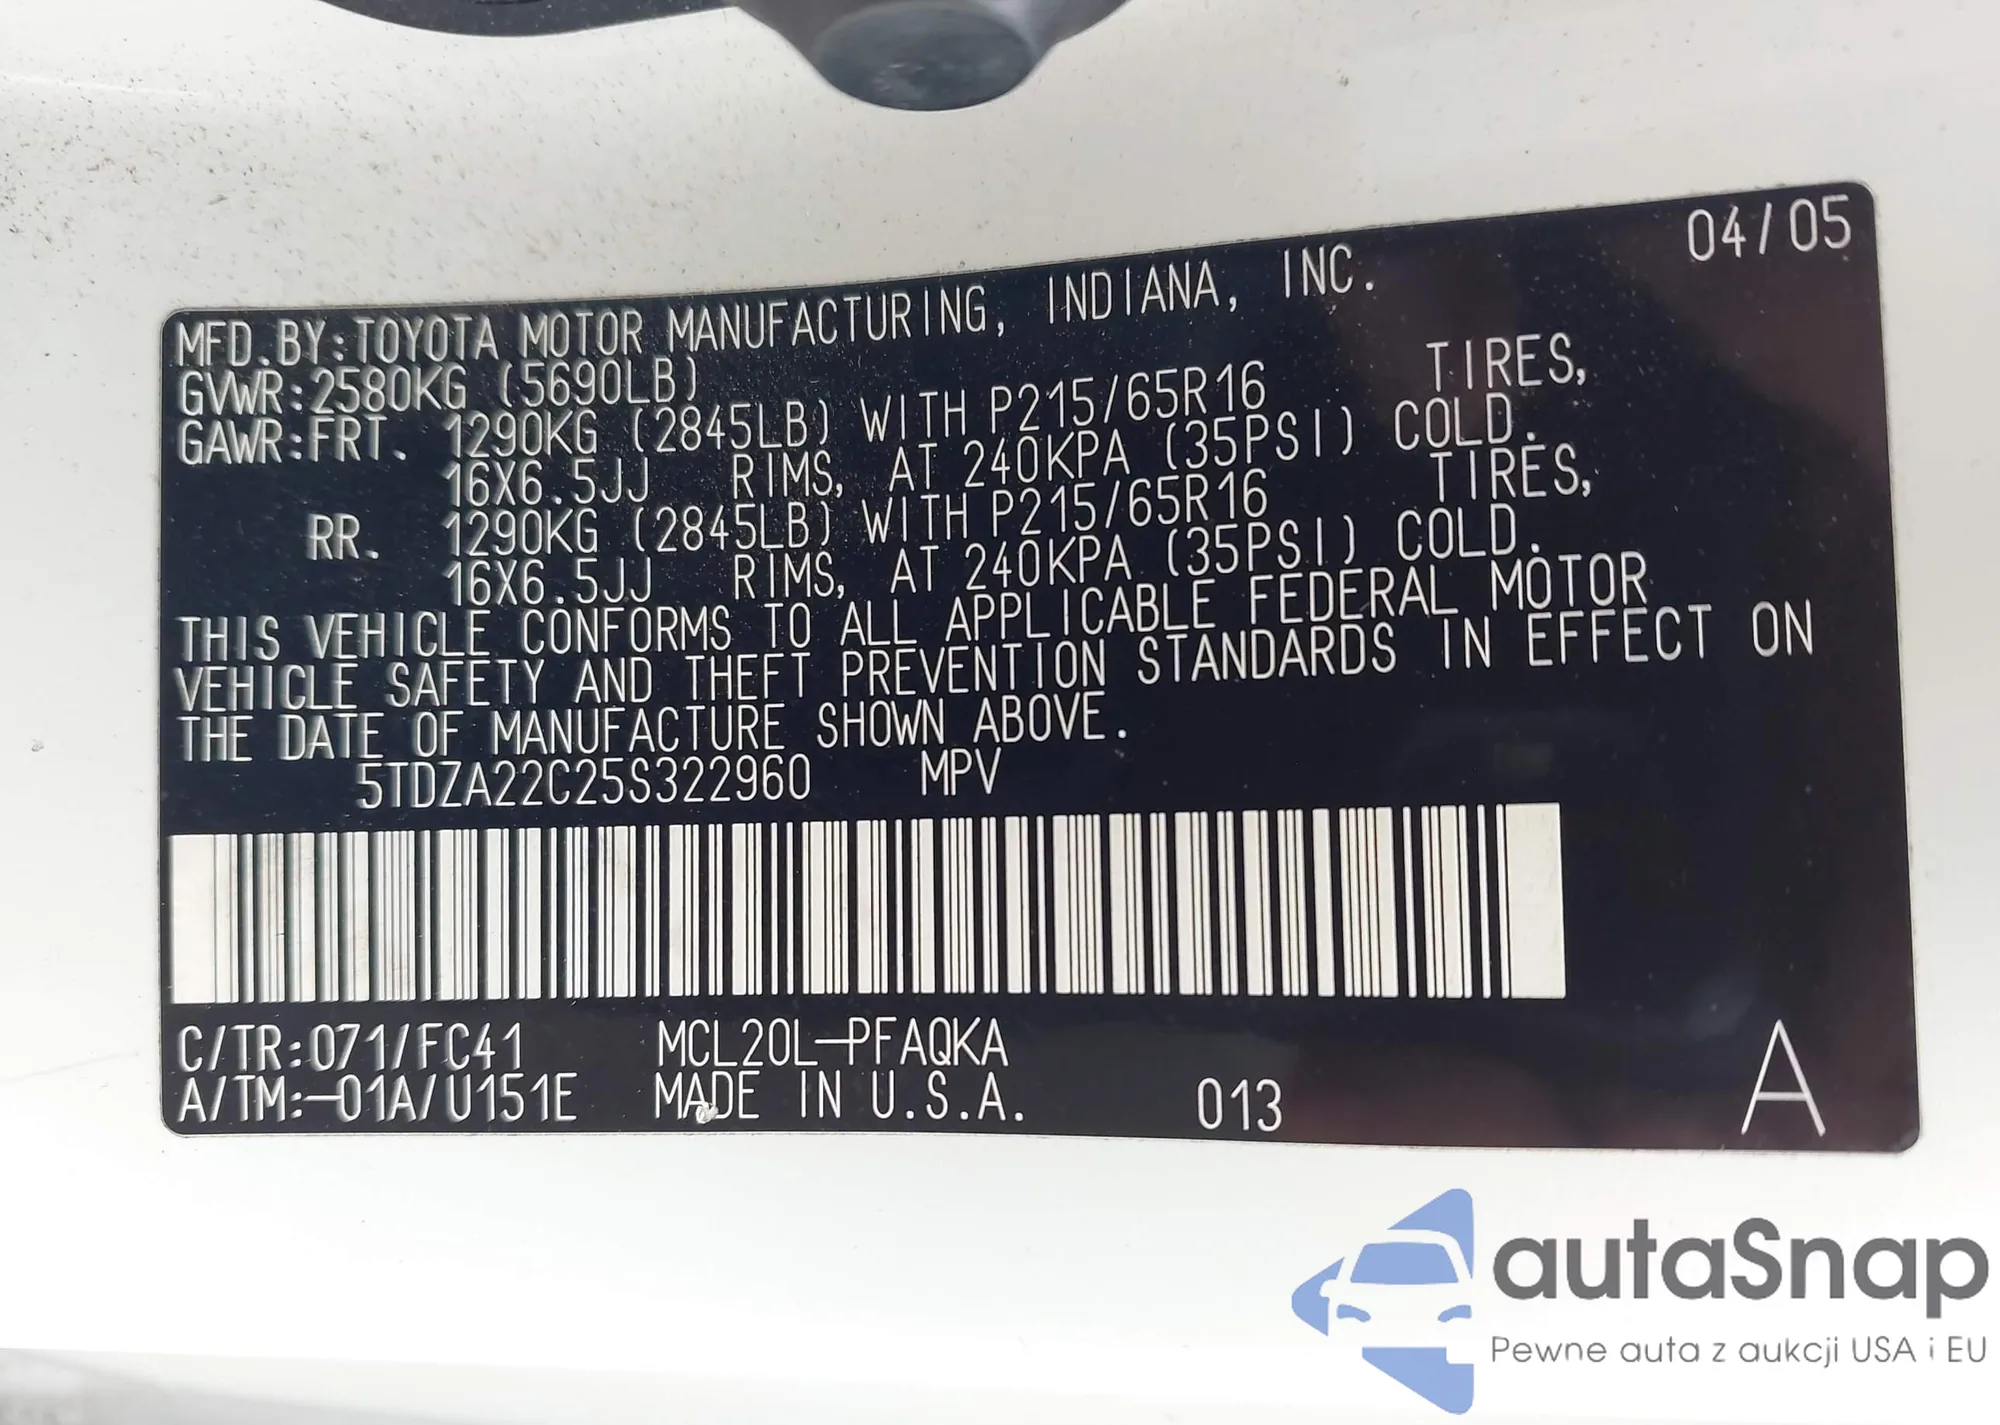 04/05
MFD.BY:TOYOTA MOTOR MANUFACTURING, INDIANA, INC.
GVWR:2580KG (5690LB)
GAWR:FRT. 1290KG (2845LB) WITH P215/65R16 TIRES,
16X6.5JJ RIMS, AT 240KPA (35PSI) COLD.
RR. 1290KG (2845LB) WITH P215/65R16 TIRES,
16X6.5JJ RIMS, AT 240KPA (35PSI) COLD.
THIS VEHICLE CONFORMS TO ALL APPLICABLE FEDERAL MOTOR
VEHICLE SAFETY AND THEFT PREVENTION STANDARDS IN EFFECT ON
THE DATE OF MANUFACTURE SHOWN ABOVE.
5TDZA22C25S322960 MPV
C/TR:071/FC41 MCL20L-PFAQKA
A/TM:-01A/U151E MADE IN U.S.A. 013 A
autaSnap
Pewne auta z aukcji USA i EU